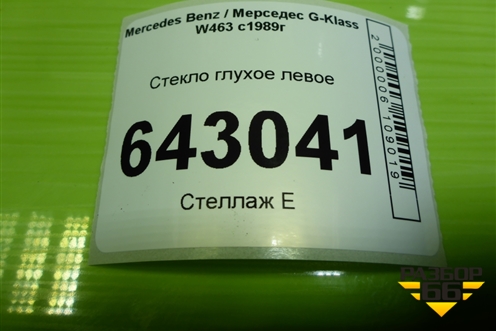 Mercedes Benz / Мерседес G-Klass
W463 с1989г
Стекло глухое левое
643041
Стеллаж Е
2000006109019
РАЗБОР
66